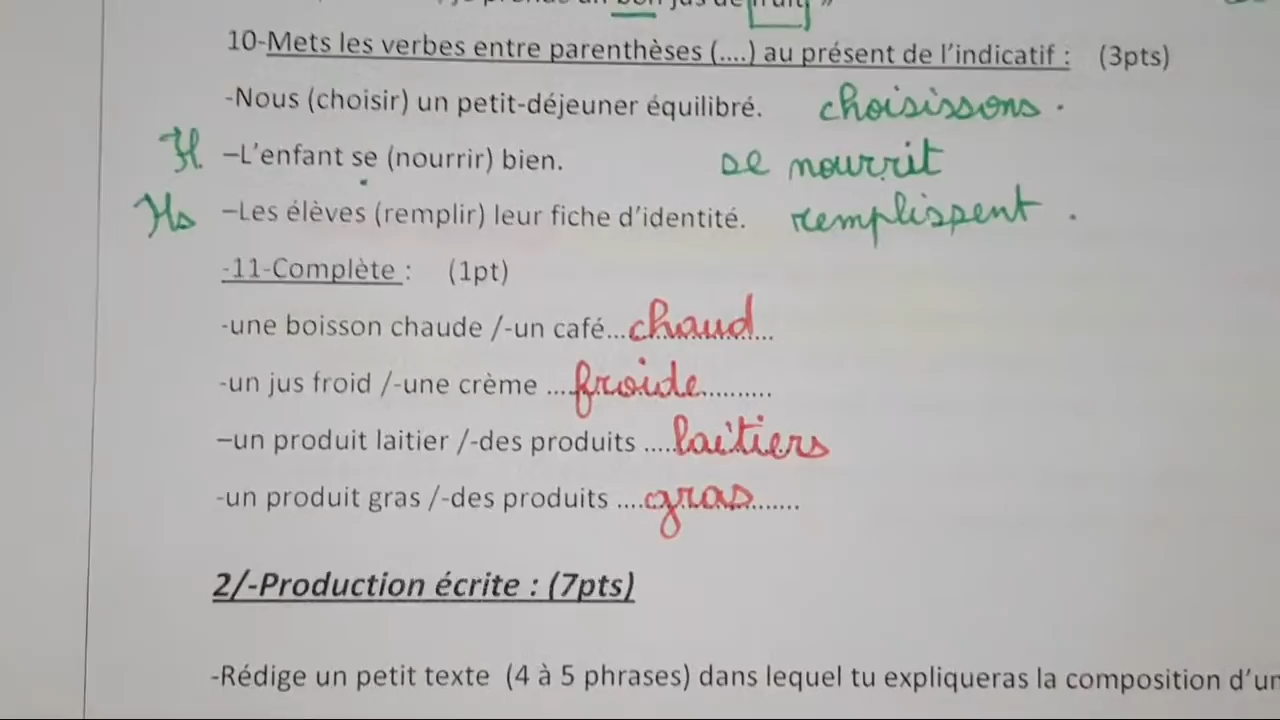 10-Mets les verbes entre parenthèses (....) au présent de l'indicatif : (3pts)
-Nous (choisir) un petit-déjeuner équilibré. choisissons.
Il –L'enfant se (nourrir) bien. se nourrit
Ils –Les élèves (remplir) leur fiche d'identité. remplissent.
-11-Complète : (1pt)
-une boisson chaude /-un café...chaud...
-un jus froid /-une crème ....froide..........
–un produit laitier /-des produits .....laitiers
-un produit gras /-des produits ....gras.......
2/-Production écrite : (7pts)
-Rédige un petit texte (4 à 5 phrases) dans lequel tu expliqueras la composition d'un